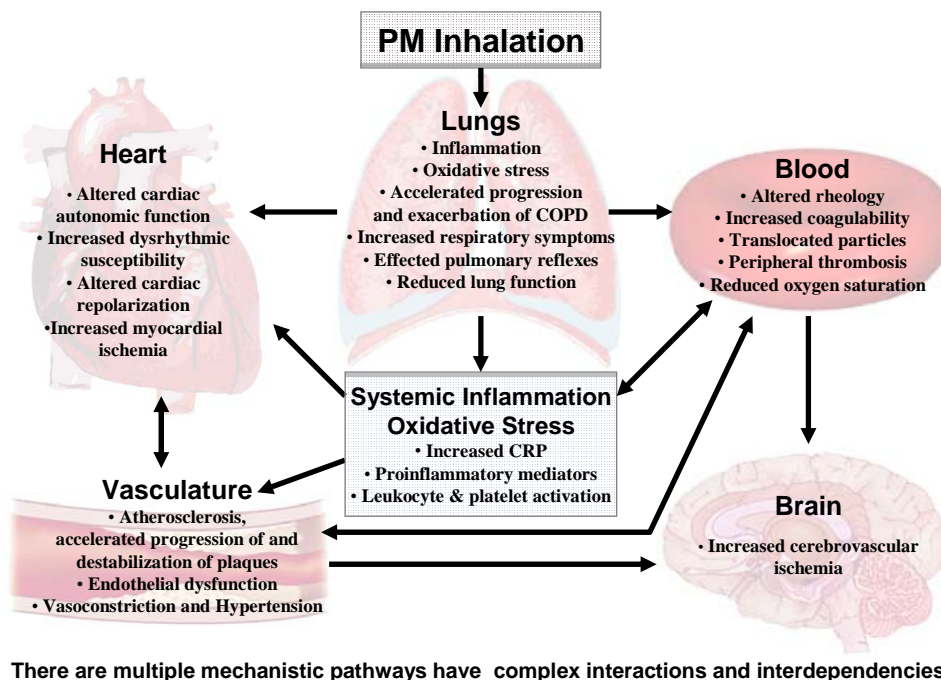 PM Inhalation
Lungs
• Inflammation
• Oxidative stress
• Accelerated progression
and exacerbation of COPD
• Increased respiratory symptoms
• Effected pulmonary reflexes
• Reduced lung function
Heart
• Altered cardiac
autonomic function
• Increased dysrhythmic
susceptibility
• Altered cardiac
repolarization
•Increased myocardial
ischemia
Blood
• Altered rheology
• Increased coagulability
• Translocated particles
• Peripheral thrombosis
• Reduced oxygen saturation
Systemic Inflammation
Oxidative Stress
• Increased CRP
• Proinflammatory mediators
• Leukocyte & platelet activation
Vasculature
• Atherosclerosis,
accelerated progression of and
destabilization of plaques
• Endothelial dysfunction
• Vasoconstriction and Hypertension
Brain
• Increased cerebrovascular
ischemia
There are multiple mechanistic pathways have complex interactions and interdependencies